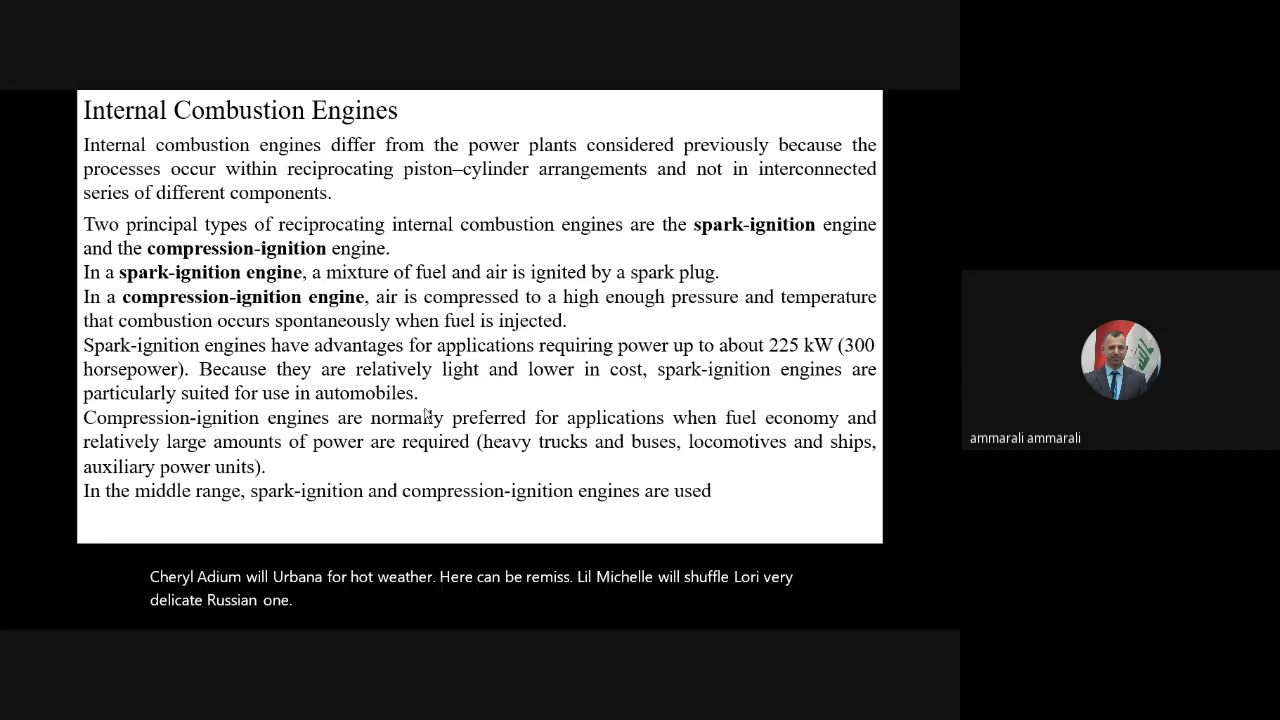 Internal Combustion Engines
Internal combustion engines differ from the power plants considered previously because the
processes occur within reciprocating piston–cylinder arrangements and not in interconnected
series of different components.
Two principal types of reciprocating internal combustion engines are the spark-ignition engine
and the compression-ignition engine.
In a spark-ignition engine, a mixture of fuel and air is ignited by a spark plug.
In a compression-ignition engine, air is compressed to a high enough pressure and temperature
that combustion occurs spontaneously when fuel is injected.
Spark-ignition engines have advantages for applications requiring power up to about 225 kW (300
horsepower). Because they are relatively light and lower in cost, spark-ignition engines are
particularly suited for use in automobiles.
Compression-ignition engines are normally preferred for applications when fuel economy and
relatively large amounts of power are required (heavy trucks and buses, locomotives and ships,
auxiliary power units).
In the middle range, spark-ignition and compression-ignition engines are used
ammarali ammarali
Cheryl Adium will Urbana for hot weather. Here can be remiss. Lil Michelle will shuffle Lori very
delicate Russian one.